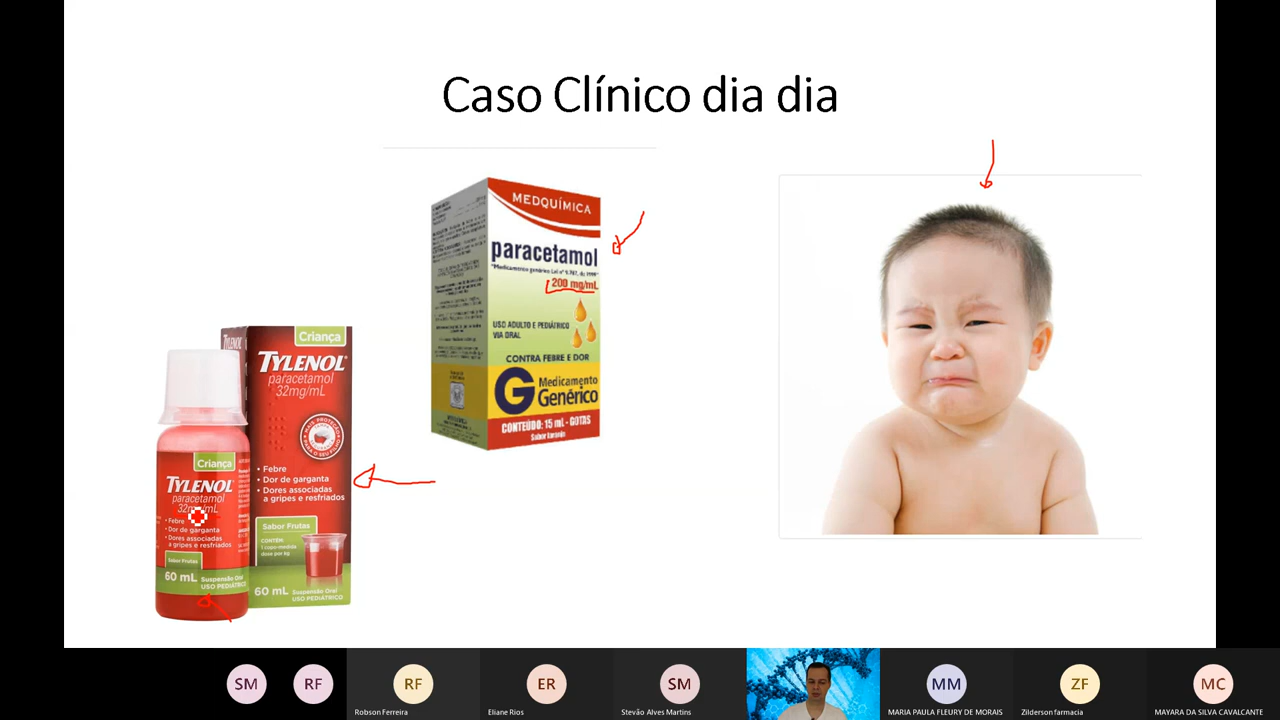 Caso Clínico dia dia
MEDQUÍMICA
paracetamol
"Medicamento genérico Lei nº 9.787, de 1999"
200 mg/mL
USO ADULTO E PEDIÁTRICO
VIA ORAL
CONTRA FEBRE E DOR
G Medicamento
Genérico
CONTEÚDO: 15 mL - GOTAS
Sabor laranja
Criança
TYLENOL
paracetamol
32mg/mL
• Febre
• Dor de garganta
• Dores associadas
a gripes e resfriados
Sabor Frutas
CONTÉM:
1 copo-medida
dose por kg
60 mL Suspensão Oral
USO PEDIÁTRICO
Criança
TYLENOL
paracetamol
32mg/mL
• Febre
• Dor de garganta
• Dores associadas
a gripes e resfriados
Sabor Frutas
60 mL Suspensão Oral
USO PEDIÁTRICO
SM
RF
RF
Robson Ferreira
ER
Eliane Rios
SM
Stevão Alves Martins
MM
MARIA PAULA FLEURY DE MORAIS
ZF
Zilderson farmacia
MC
MAYARA DA SILVA CAVALCANTE